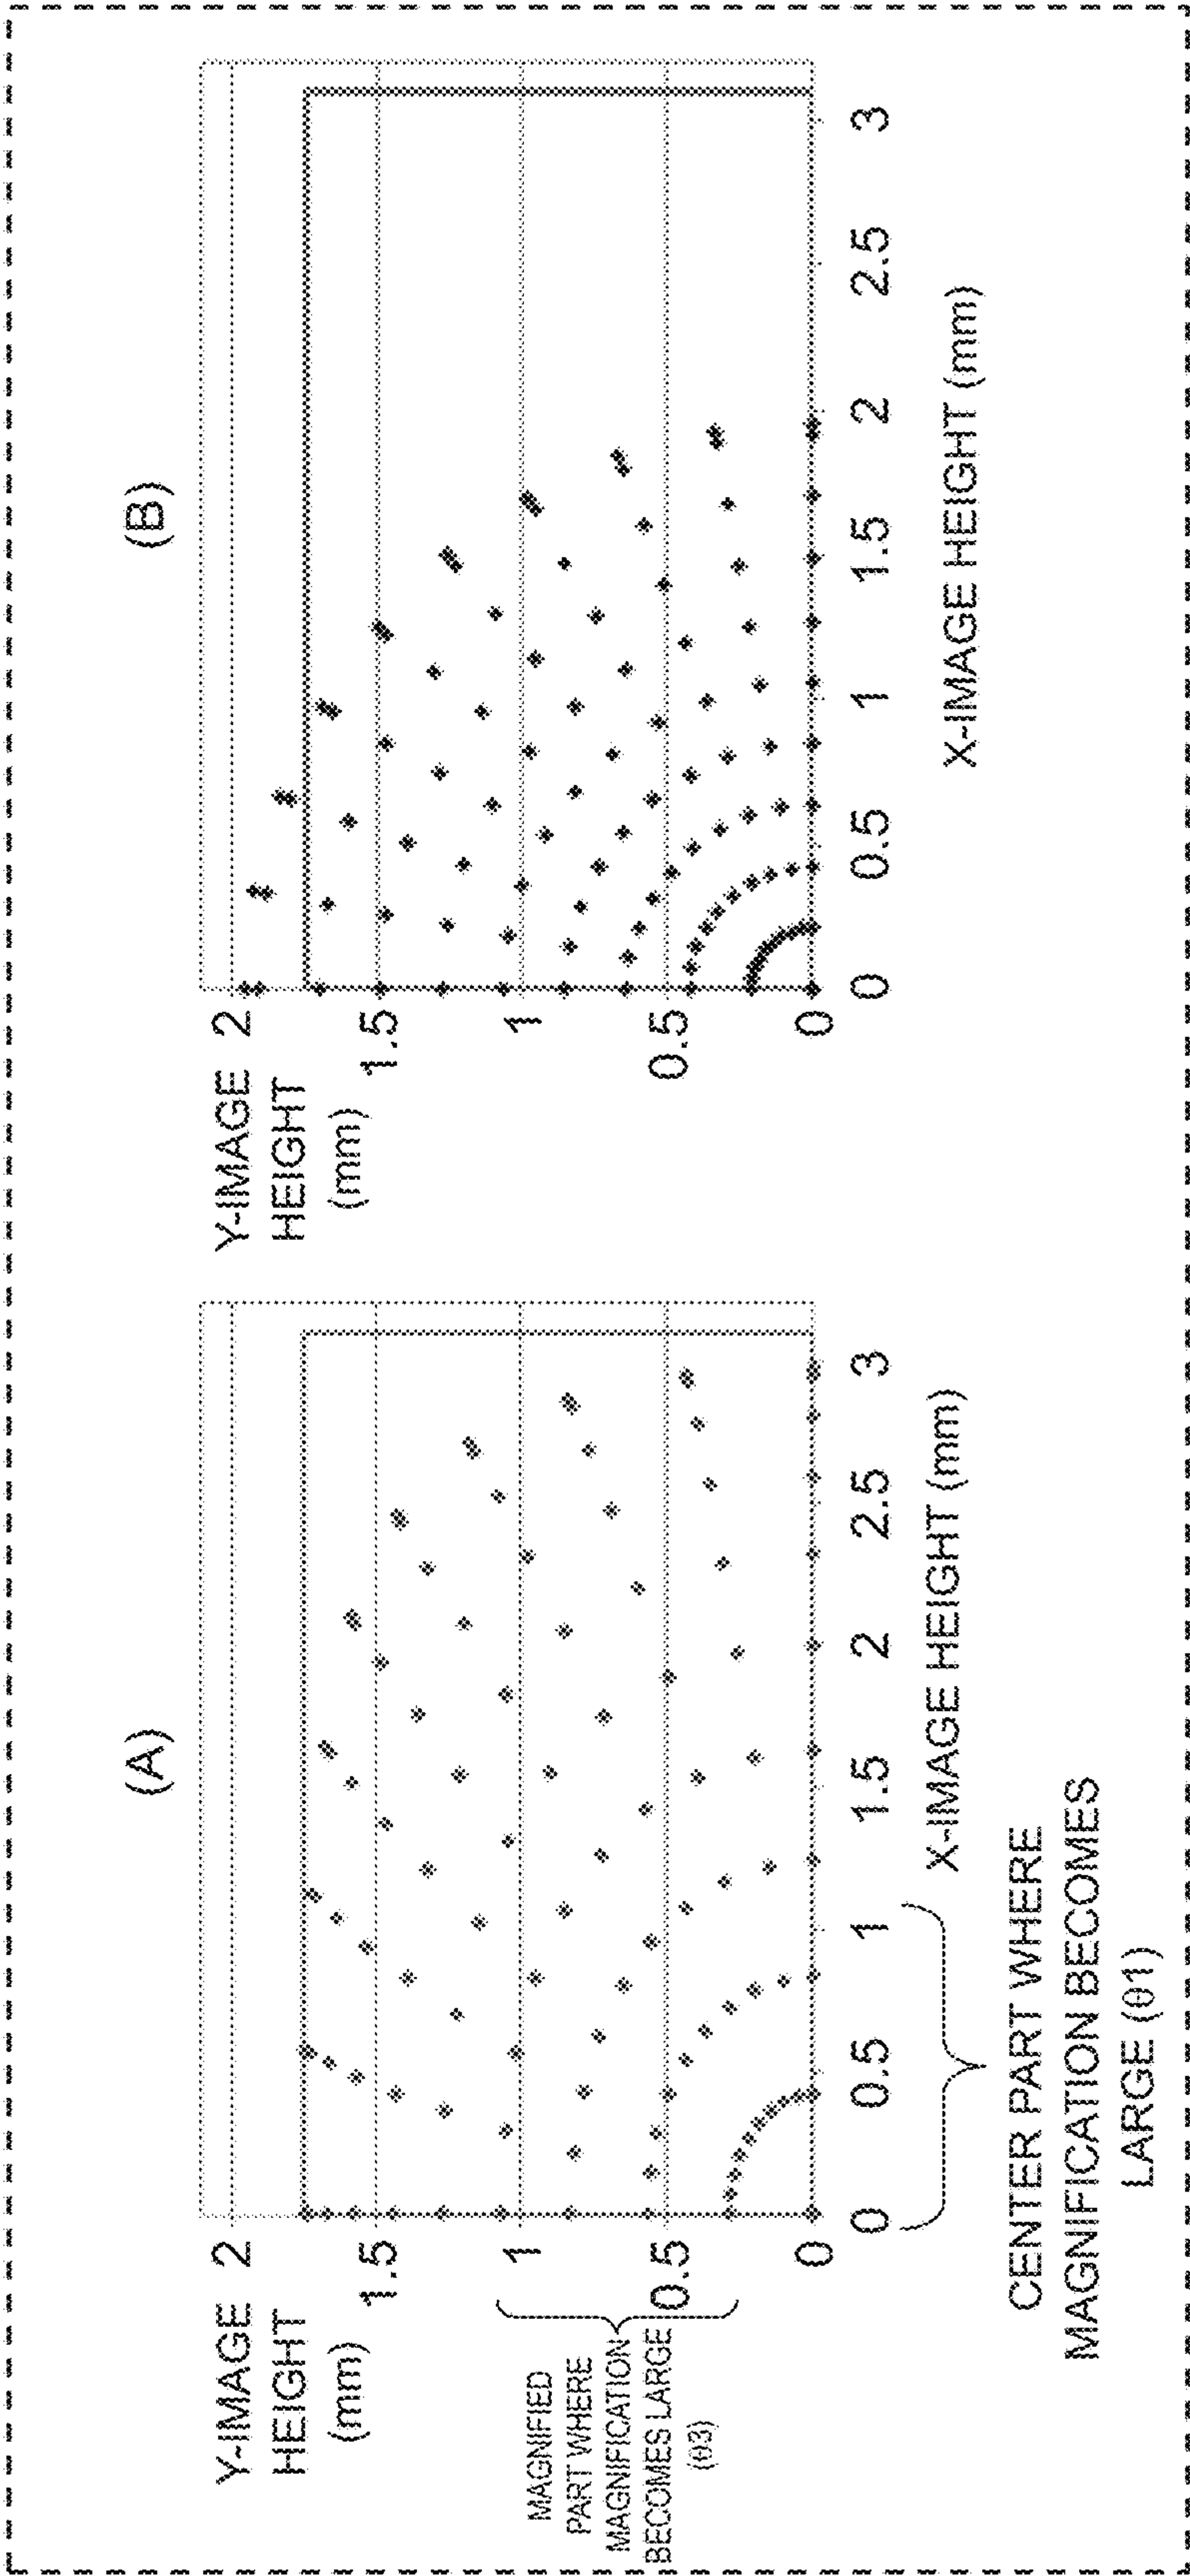 (A)
Y-IMAGE
HEIGHT
(mm)
2
1.5
1
0.5
0
0
0.5
1
1.5
2
2.5
3
X-IMAGE HEIGHT (mm)
MAGNIFIED
PART WHERE
MAGNIFICATION
BECOMES LARGE
(θ3)
CENTER PART WHERE
MAGNIFICATION BECOMES
LARGE (θ1)
(B)
Y-IMAGE
HEIGHT
(mm)
2
1.5
1
0.5
0
0
0.5
1
1.5
2
2.5
3
X-IMAGE HEIGHT (mm)